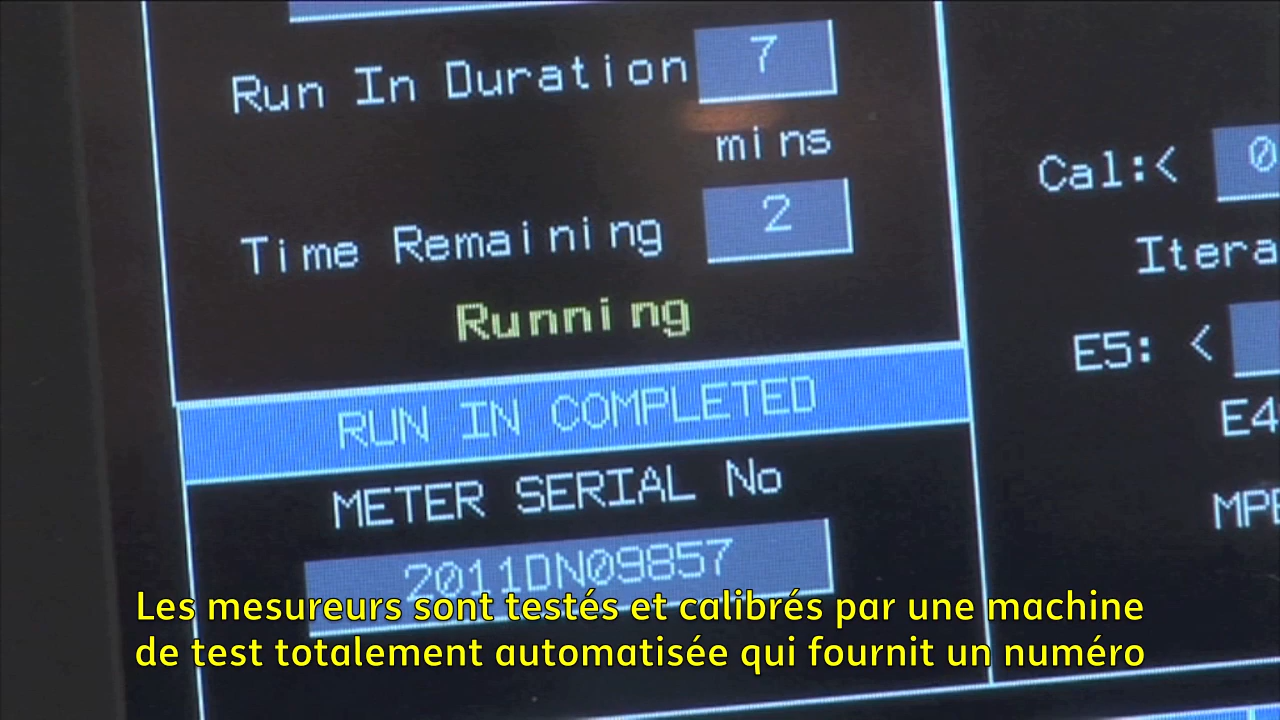 Run In Duration 7
mins
Time Remaining 2
Running
RUN IN COMPLETED
METER SERIAL No
2011DN09857
Cal:< 0
Itera
E5: <
E4
MPE
Les mesureurs sont testés et calibrés par une machine
de test totalement automatisée qui fournit un numéro